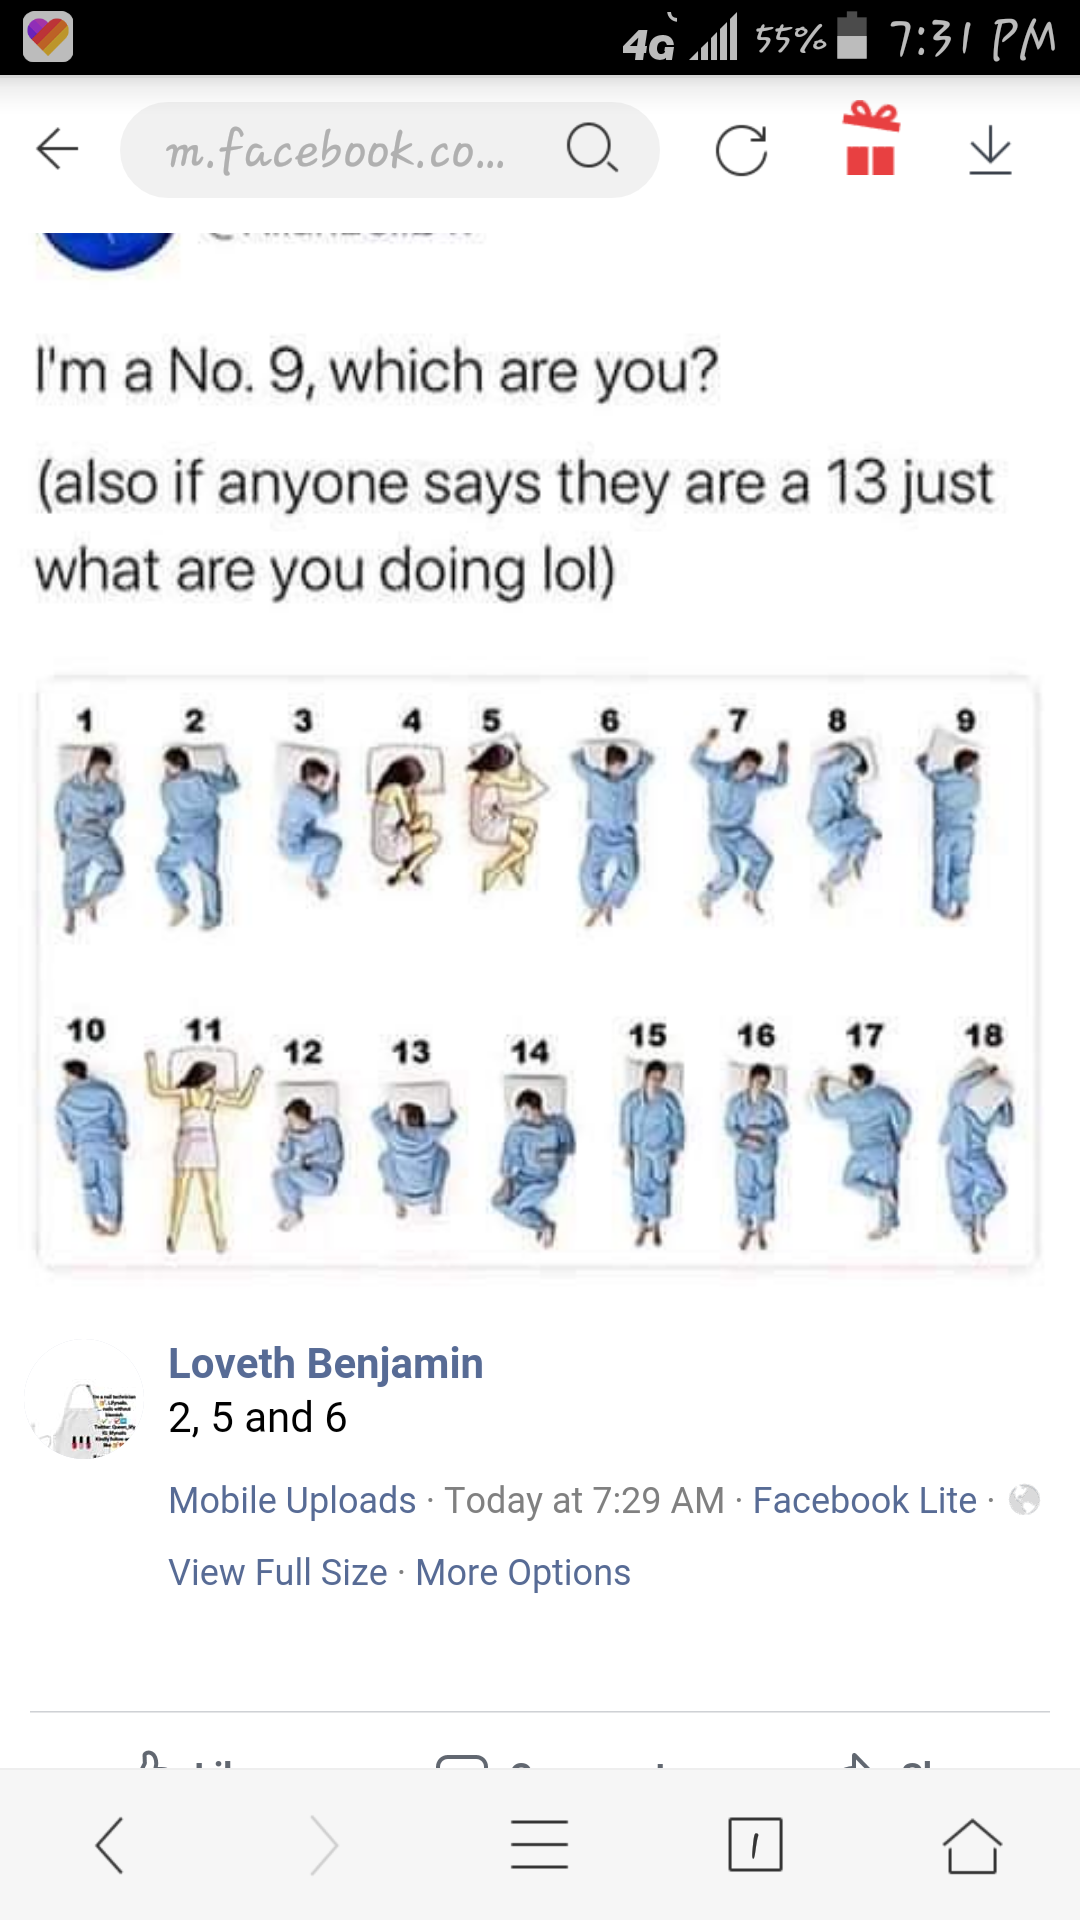 4G 55% 7:31 PM
m.facebook.co...
I'm a No. 9, which are you?
(also if anyone says they are a 13 just
what are you doing lol)
1 2 3 4 5 6 7 8 9
10 11 12 13 14 15 16 17 18
Loveth Benjamin
2, 5 and 6
Mobile Uploads · Today at 7:29 AM · Facebook Lite ·
View Full Size · More Options
1